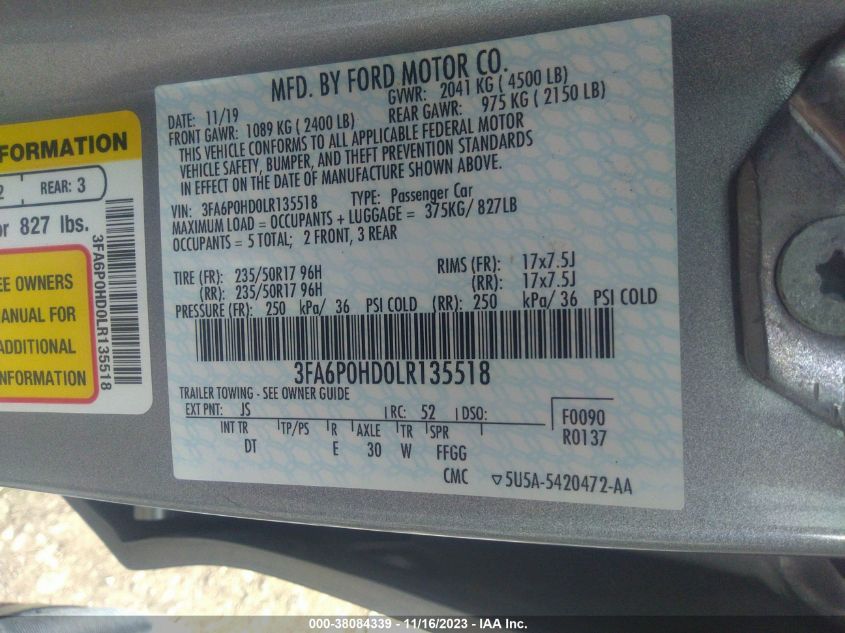 MFD. BY FORD MOTOR CO.
DATE: 11/19 GVWR: 2041 KG ( 4500 LB)
FRONT GAWR: 1089 KG ( 2400 LB) REAR GAWR: 975 KG ( 2150 LB)
THIS VEHICLE CONFORMS TO ALL APPLICABLE FEDERAL MOTOR
VEHICLE SAFETY, BUMPER, AND THEFT PREVENTION STANDARDS
IN EFFECT ON THE DATE OF MANUFACTURE SHOWN ABOVE.
VIN: 3FA6P0HD0LR135518 TYPE: Passenger Car
MAXIMUM LOAD = OCCUPANTS + LUGGAGE = 375KG/ 827LB
OCCUPANTS = 5 TOTAL; 2 FRONT, 3 REAR
TIRE (FR): 235/50R17 96H RIMS (FR): 17x7.5J
(RR): 235/50R17 96H (RR): 17x7.5J
PRESSURE (FR): 250 kPa/ 36 PSI COLD (RR): 250 kPa/ 36 PSI COLD
3FA6P0HD0LR135518
TRAILER TOWING - SEE OWNER GUIDE
EXT PNT: JS RC: 52 DSO:
INT TR TP/PS R AXLE TR SPR
DT E 30 W FFGG
F0090
R0137
CMC ▽5U5A-5420472-AA
FORMATION
2 REAR: 3
or 827 lbs.
EE OWNERS
MANUAL FOR
ADDITIONAL
NFORMATION
3FA6P0HD0LR135518
000-38084339 - 11/16/2023 - IAA Inc.